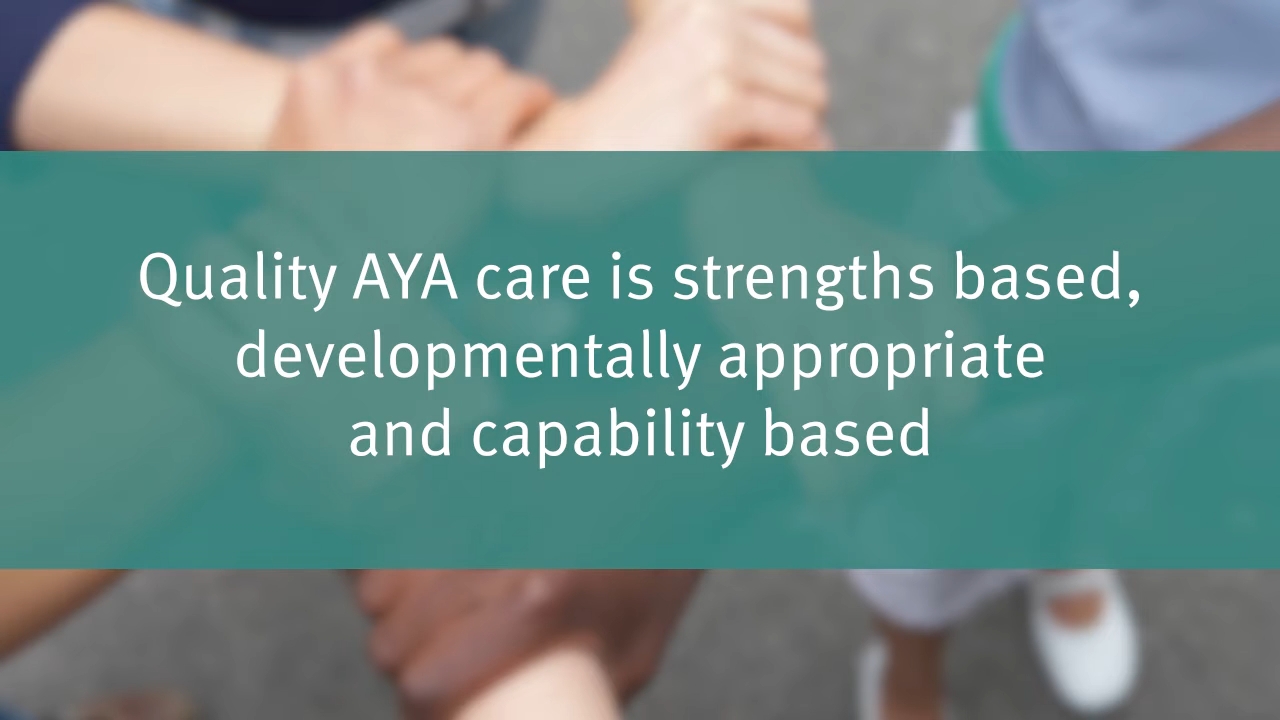 Quality AYA care is strengths based,
developmentally appropriate
and capability based